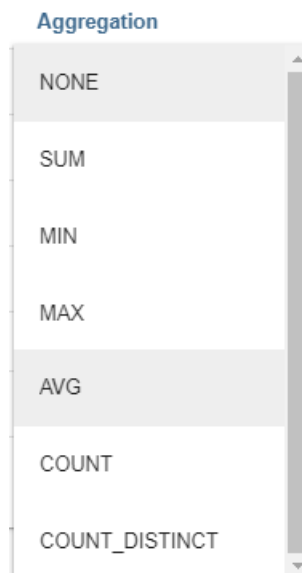 Aggregation
NONE
SUM
MIN
MAX
AVG
COUNT
COUNT_DISTINCT